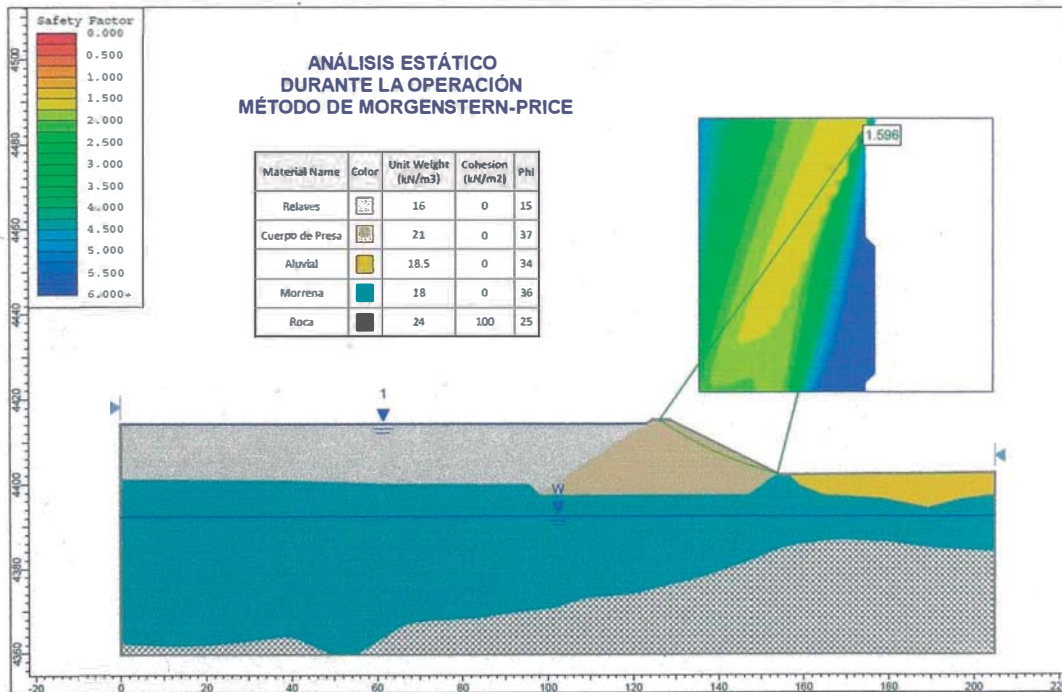 Safety Factor
0.000
0.500
1.000
1.500
2.000
2.500
3.000
3.500
4.000
4.500
5.000
5.500
6.000+
ANÁLISIS ESTÁTICO
DURANTE LA OPERACIÓN
MÉTODO DE MORGENSTERN-PRICE
Material Name Color Unit Weight (kN/m3) Cohesion (kN/m2) Phi
Relaves 16 0 15
Cuerpo de Presa 21 0 37
Aluvial 18.5 0 34
Morrena 18 0 36
Roca 24 100 25
1.596
1
W
4500
4480
4460
4440
4420
4400
4380
4360
-20 0 20 40 60 80 100 120 140 160 180 200